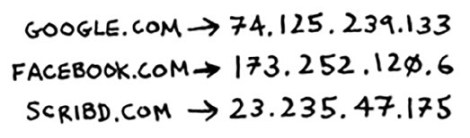 GOOGLE.COM → 74.125.239.133
FACEBOOK.COM → 173.252.120.6
SCRIBD.COM → 23.235.47.175